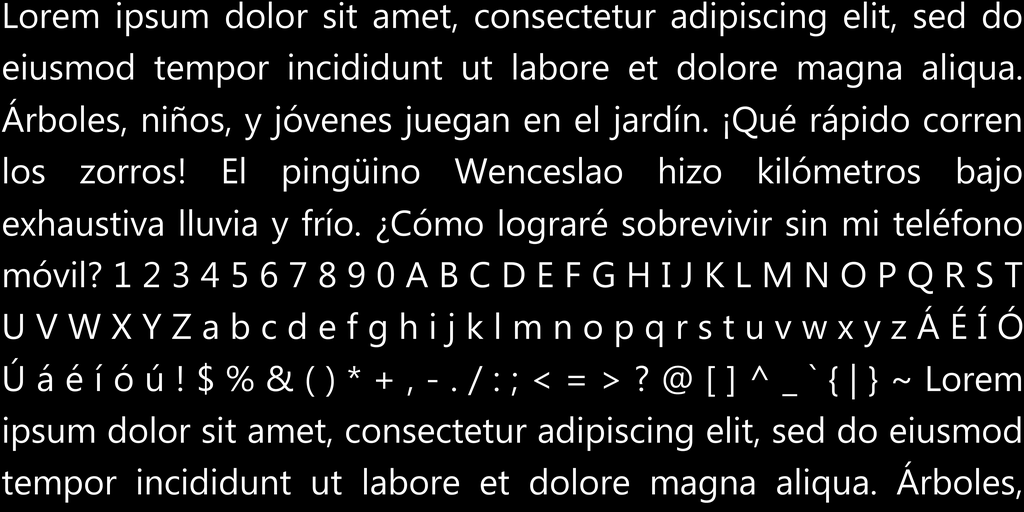 Lorem ipsum dolor sit amet, consectetur adipiscing elit, sed do
eiusmod tempor incididunt ut labore et dolore magna aliqua.
Árboles, niños, y jóvenes juegan en el jardín. ¡Qué rápido corren
los zorros! El pingüino Wenceslao hizo kilómetros bajo
exhaustiva lluvia y frío. ¿Cómo lograré sobrevivir sin mi teléfono
móvil? 1 2 3 4 5 6 7 8 9 0 A B C D E F G H I J K L M N O P Q R S T
U V W X Y Z a b c d e f g h i j k l m n o p q r s t u v w x y z Á É Í Ó
Ú á é í ó ú ! $ % & ( ) * + , - . / : ; < = > ? @ [ ] ^ _ ` { | } ~ Lorem
ipsum dolor sit amet, consectetur adipiscing elit, sed do eiusmod
tempor incididunt ut labore et dolore magna aliqua. Árboles,